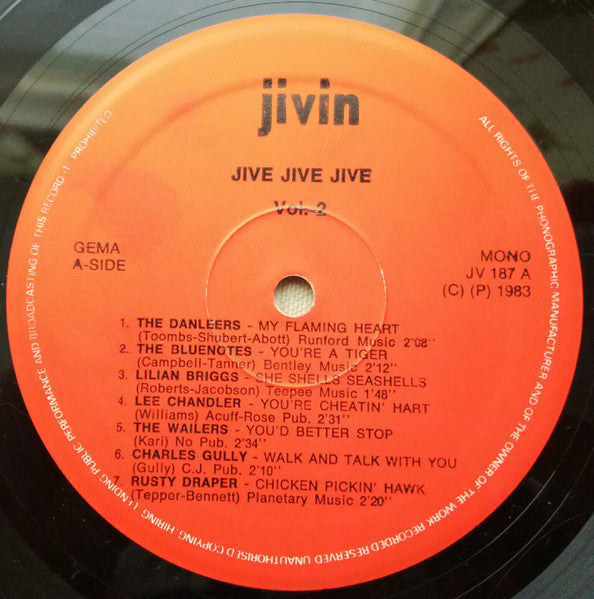 jivin
JIVE JIVE JIVE
Vol. 2
GEMA
A-SIDE
MONO
JV 187 A
(C) (P) 1983
1. THE DANLEERS - MY FLAMING HEART
(Toombs-Shubert-Abott) Runford Music 2'08''
2. THE BLUENOTES - YOU'RE A TIGER
(Campbell-Tanner) Bentley Music 2'12''
3. LILIAN BRIGGS - SHE SHELLS SEASHELLS
(Roberts-Jacobson) Teepee Music 1'48''
4. LEE CHANDLER - YOU'RE CHEATIN' HART
(Williams) Acuff-Rose Pub. 2'31''
5. THE WAILERS - YOU'D BETTER STOP
(Kari) No Pub. 2'34''
6. CHARLES GULLY - WALK AND TALK WITH YOU
(Gully) C.J. Pub. 2'10''
7. RUSTY DRAPER - CHICKEN PICKIN' HAWK
(Tepper-Bennett) Planetary Music 2'20''
ALL RIGHTS OF THE PHONOGRAPHIC MANUFACTURER AND OF THE OWNER OF THE WORK RECORDED RESERVED UNAUTHORISED COPYING HIRING LENDING PUBLIC PERFORMANCE AND BROADCASTING OF THIS RECORD :1 PROHIBITED